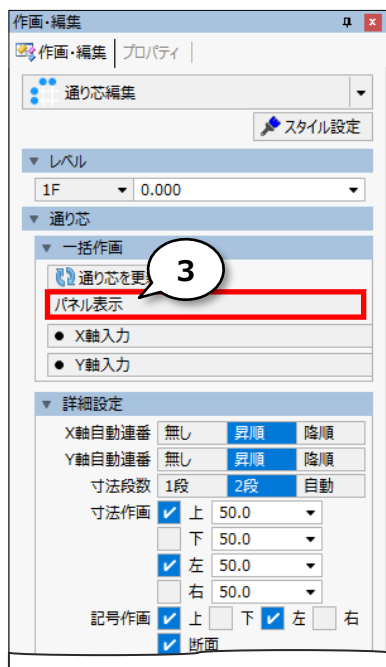 作画・編集
作画・編集 プロパティ
通り芯編集
スタイル設定
レベル
1F 0.000
通り芯
一括作画
通り芯を更
3
パネル表示
X軸入力
Y軸入力
詳細設定
X軸自動連番 無し 昇順 降順
Y軸自動連番 無し 昇順 降順
寸法段数 1段 2段 自動
寸法作画 上 50.0
下 50.0
左 50.0
右 50.0
記号作画 上 下 左 右
断面